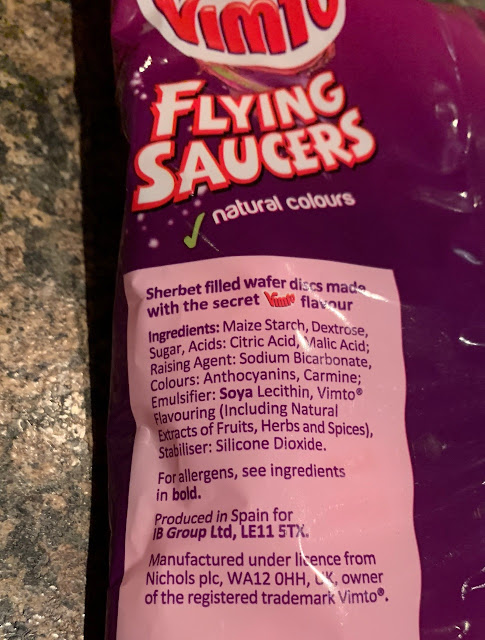 Vimto
FLYING
SAUCERS
✓ natural colours
Sherbet filled wafer discs made
with the secret Vimto flavour
Ingredients: Maize Starch, Dextrose,
Sugar, Acids: Citric Acid, Malic Acid;
Raising Agent: Sodium Bicarbonate,
Colours: Anthocyanins, Carmine;
Emulsifier: Soya Lecithin, Vimto®
Flavouring (Including Natural
Extracts of Fruits, Herbs and Spices),
Stabiliser: Silicone Dioxide.
For allergens, see ingredients
in bold.
Produced in Spain for
IB Group Ltd, LE11 5TX.
Manufactured under licence from
Nichols plc, WA12 0HH, UK, owner
of the registered trademark Vimto®.